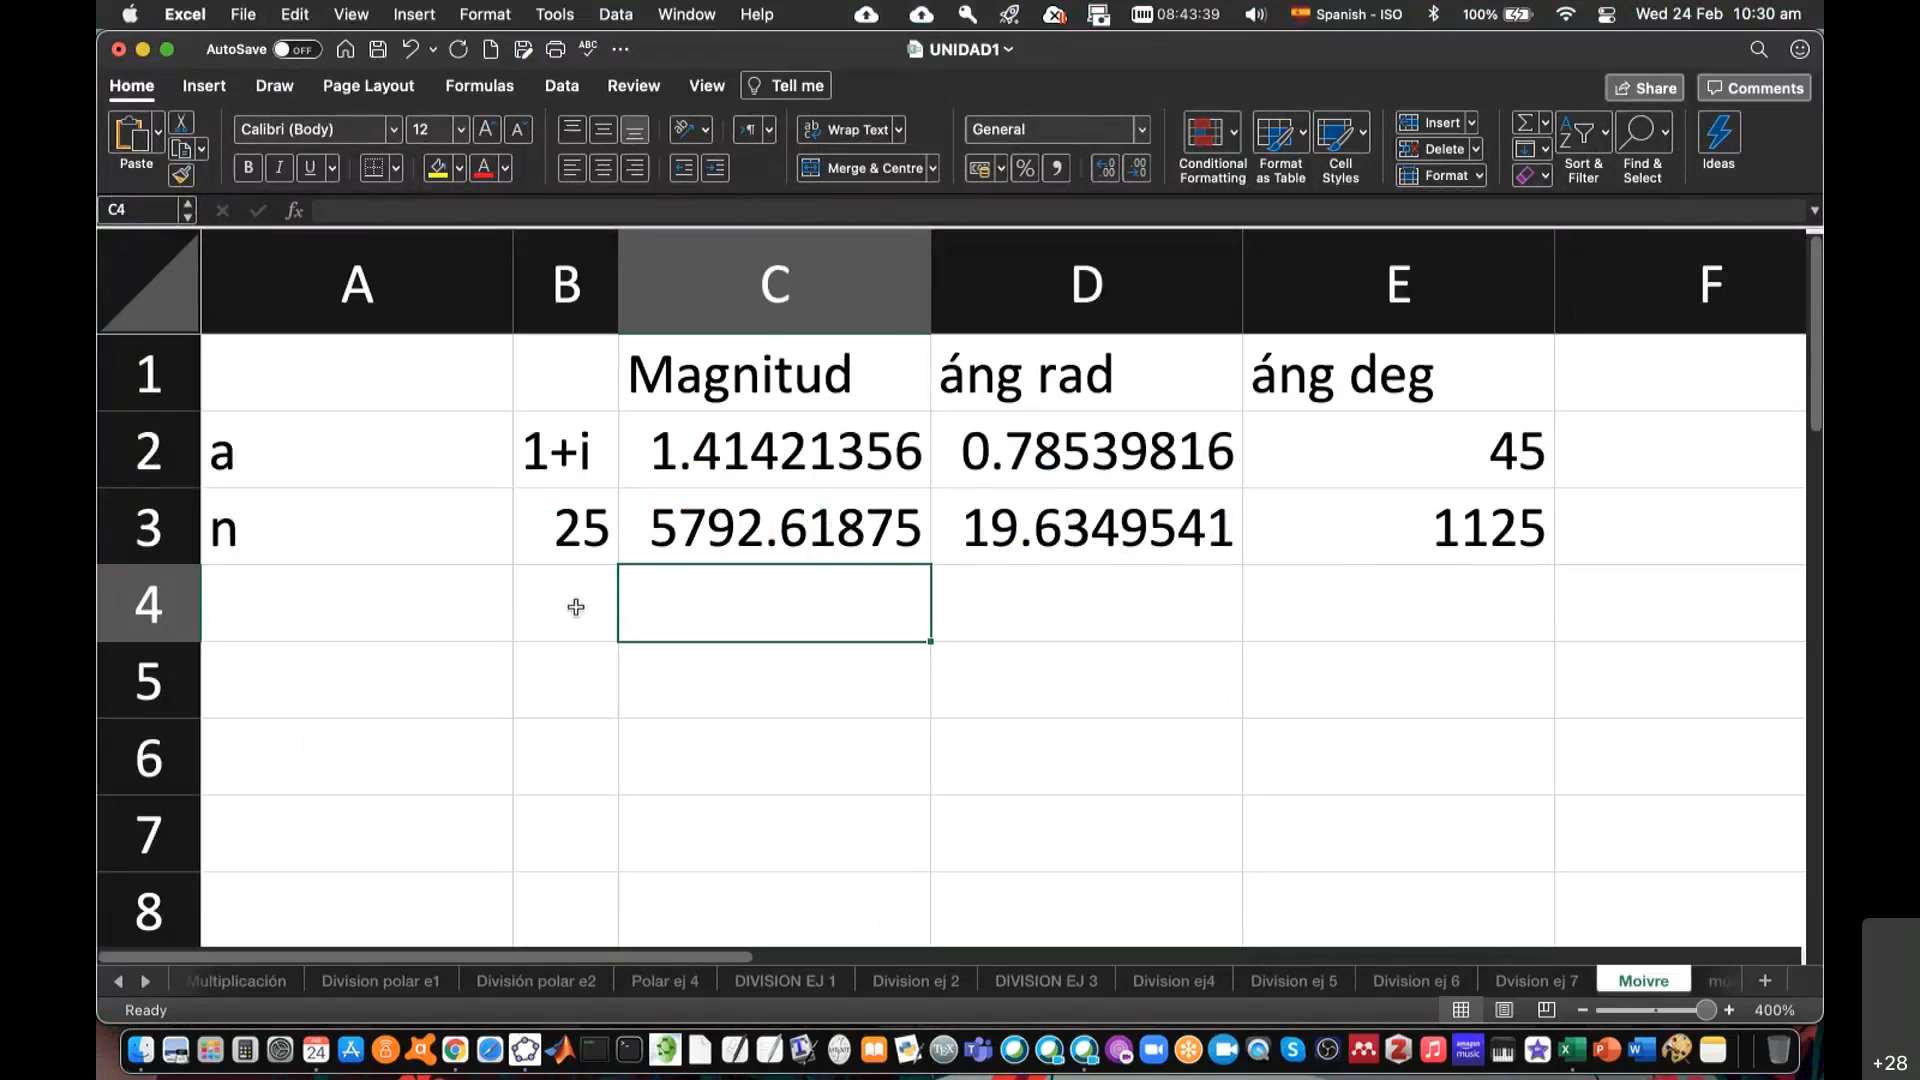 Excel File Edit View Insert Format Tools Data Window Help 08:43:39 Spanish - ISO 100% Wed 24 Feb 10:30 am
AutoSave OFF ABC ... UNIDAD1
Home Insert Draw Page Layout Formulas Data Review View Tell me Share Comments
Paste Calibri (Body) 12 A A Wrap Text General Insert
B I U A Merge & Centre % Delete
Conditional Formatting Format as Table Cell Styles Format Sort & Filter Find & Select Ideas
C4 fx
A B C D E F
1 Magnitud áng rad áng deg
2 a 1+i 1.41421356 0.78539816 45
3 n 25 5792.61875 19.6349541 1125
4
5
6
7
8
Multiplicación Division polar e1 División polar e2 Polar ej 4 DIVISION EJ 1 Division ej 2 DIVISION EJ 3 Division ej4 Division ej 5 Division ej 6 Dvision ej 7 Moivre mu +
Ready 400%
+28